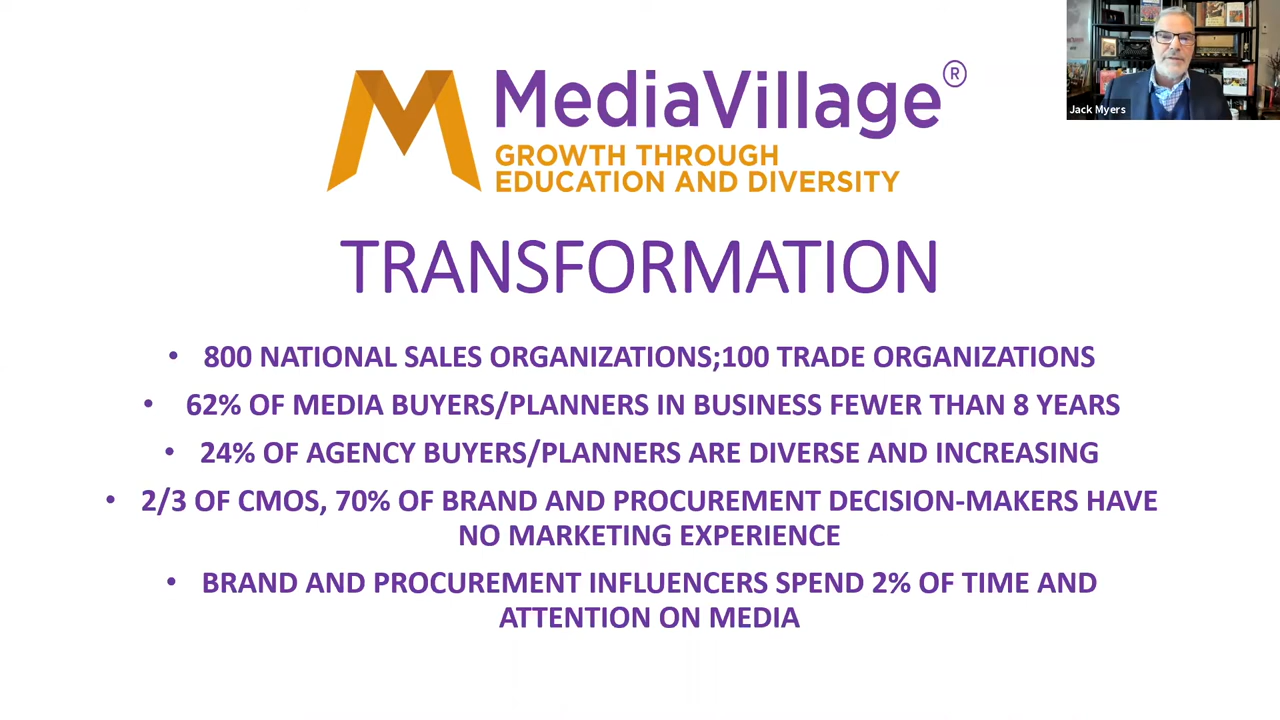 MediaVillage®
GROWTH THROUGH
EDUCATION AND DIVERSITY
Jack Myers
TRANSFORMATION
• 800 NATIONAL SALES ORGANIZATIONS;100 TRADE ORGANIZATIONS
• 62% OF MEDIA BUYERS/PLANNERS IN BUSINESS FEWER THAN 8 YEARS
• 24% OF AGENCY BUYERS/PLANNERS ARE DIVERSE AND INCREASING
• 2/3 OF CMOS, 70% OF BRAND AND PROCUREMENT DECISION-MAKERS HAVE
NO MARKETING EXPERIENCE
• BRAND AND PROCUREMENT INFLUENCERS SPEND 2% OF TIME AND
ATTENTION ON MEDIA